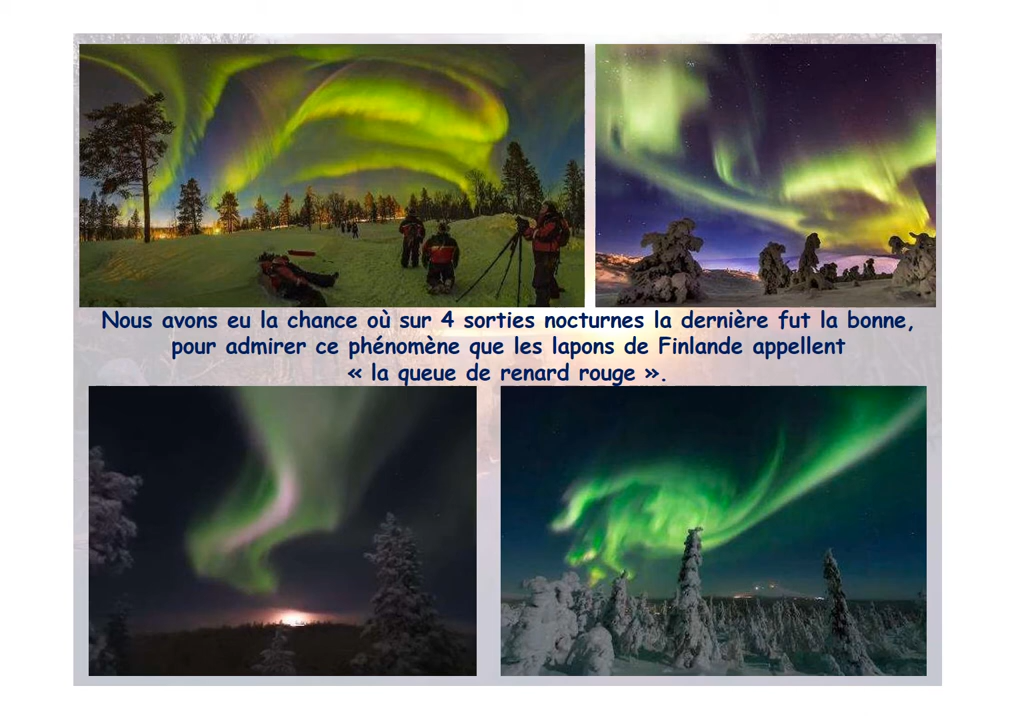 Nous avons eu la chance où sur 4 sorties nocturnes la dernière fut la bonne,
pour admirer ce phénomène que les lapons de Finlande appellent
« la queue de renard rouge ».